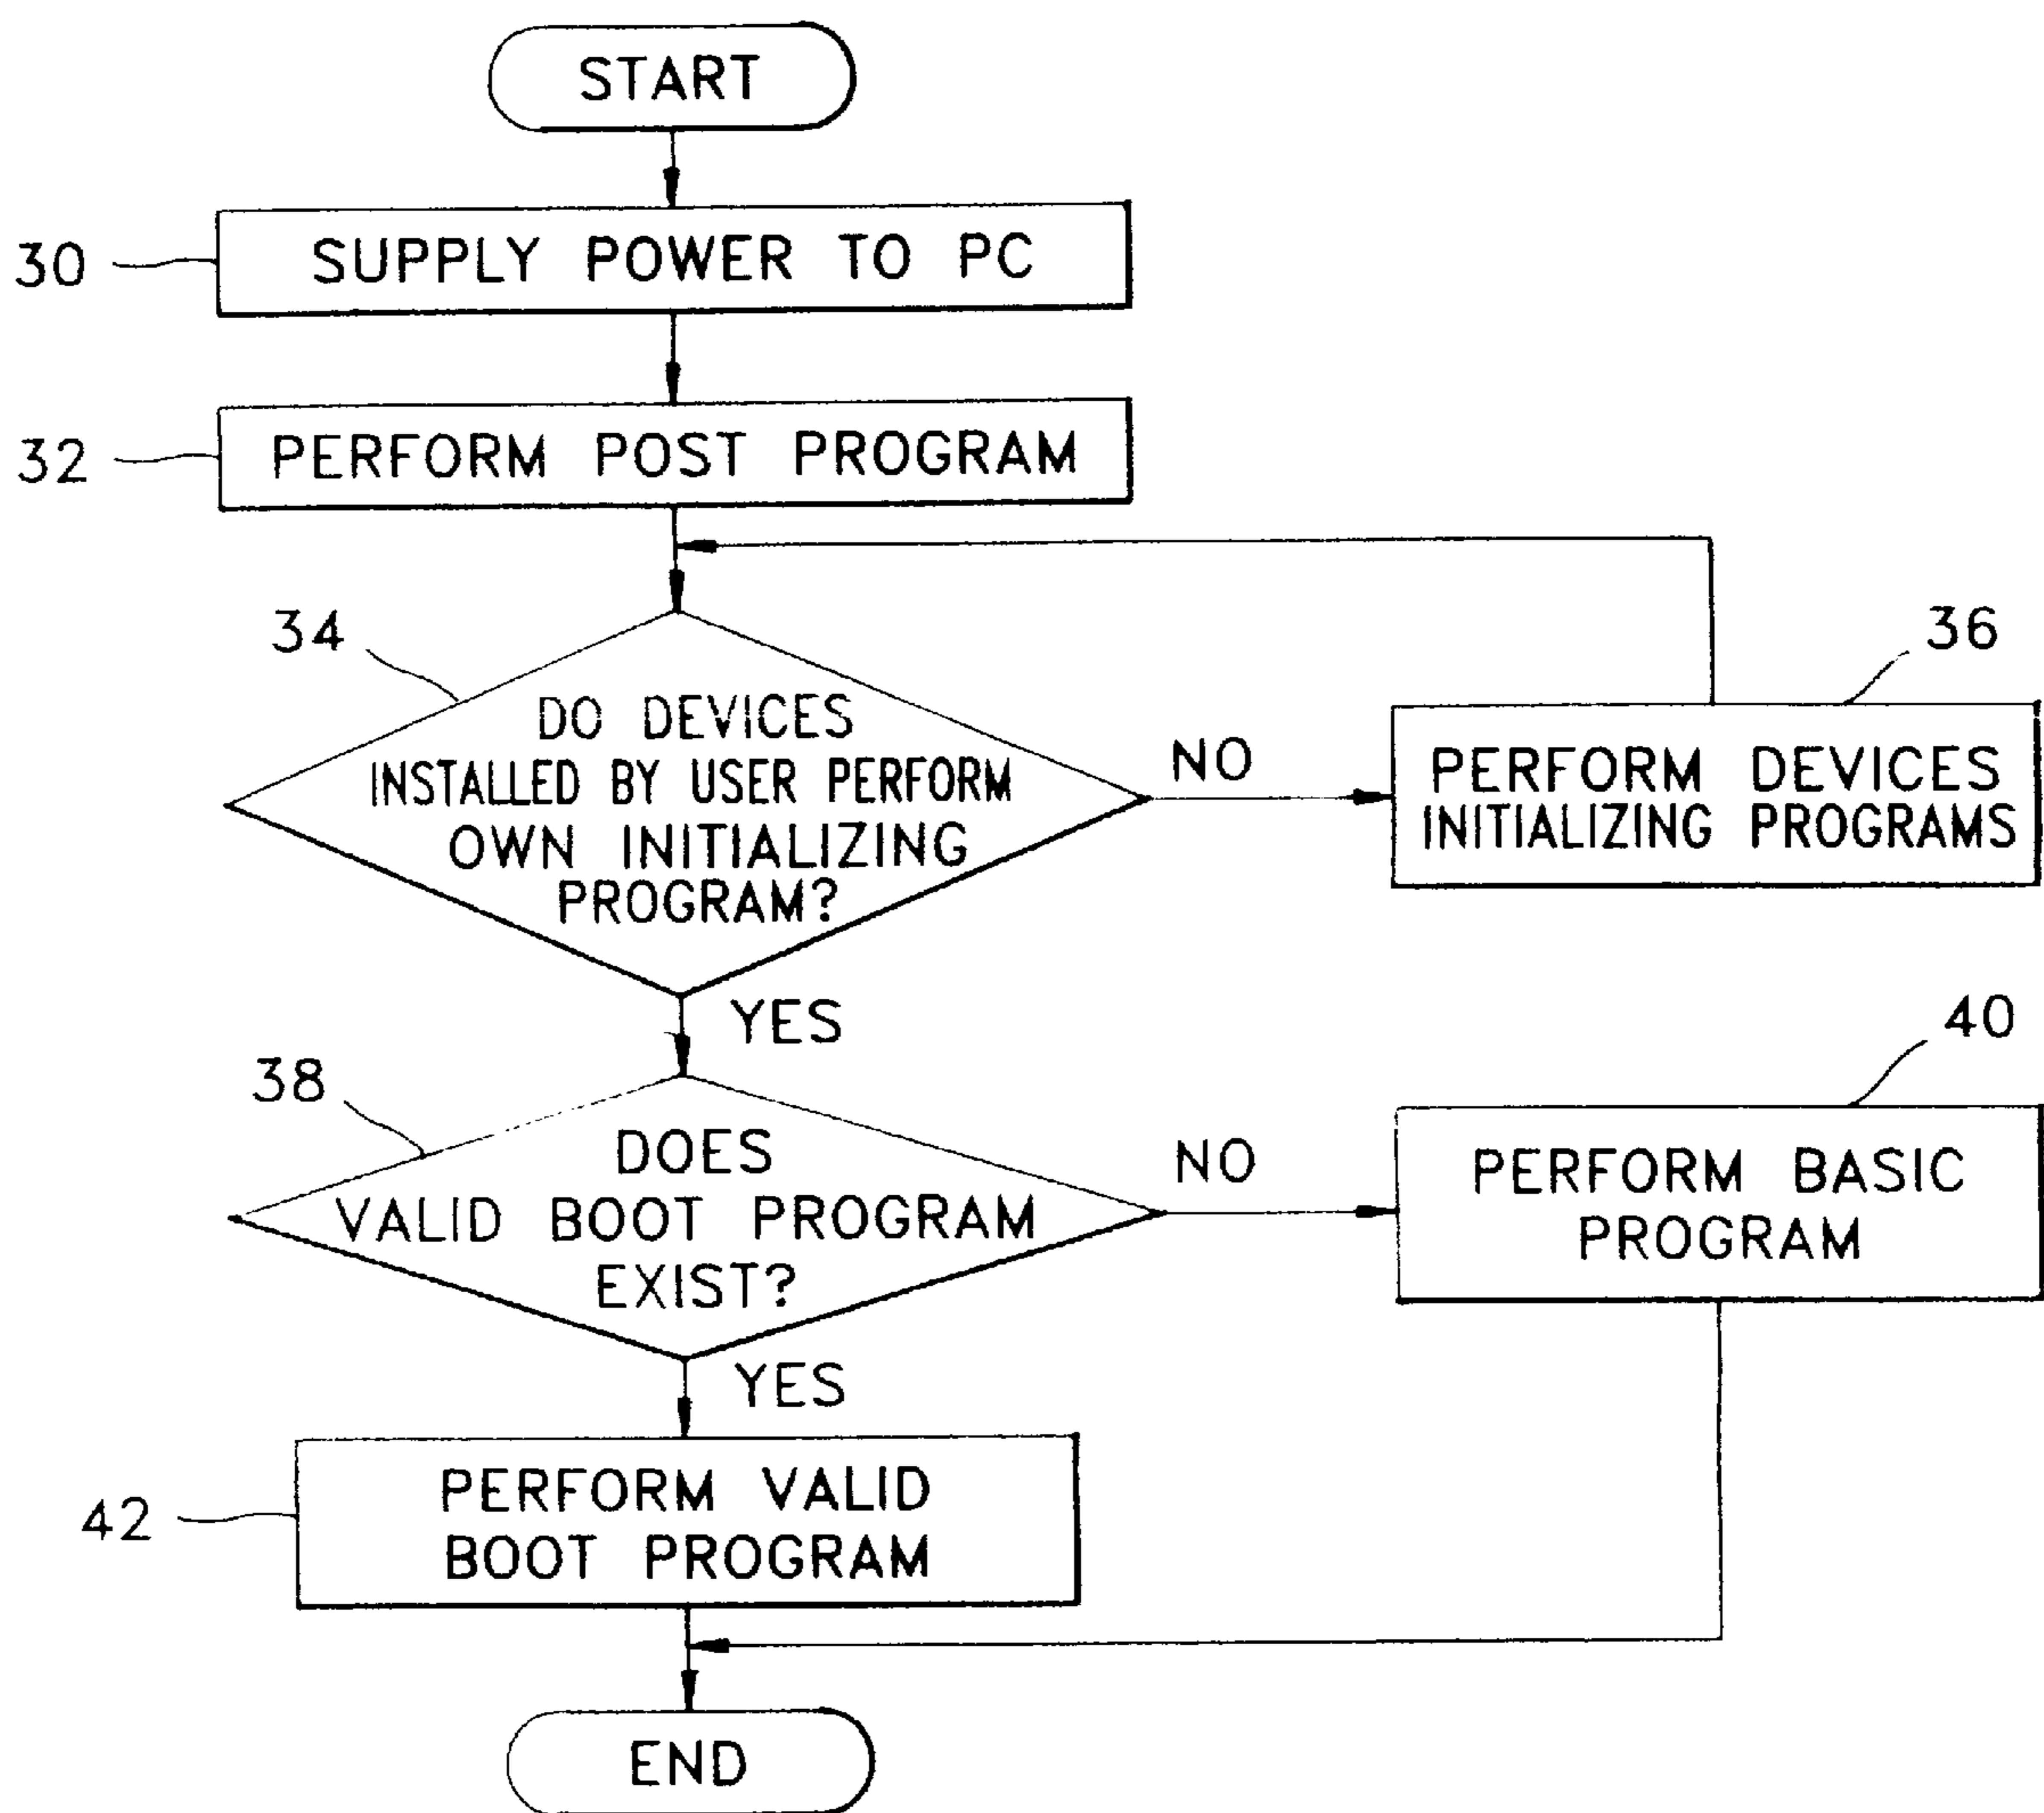 START
30
SUPPLY POWER TO PC
32
PERFORM POST PROGRAM
34
DO DEVICES
INSTALLED BY USER PERFORM
OWN INITIALIZING
PROGRAM?
NO
36
PERFORM DEVICES
INITIALIZING PROGRAMS
YES
38
DOES
VALID BOOT PROGRAM
EXIST?
NO
40
PERFORM BASIC
PROGRAM
YES
42
PERFORM VALID
BOOT PROGRAM
END